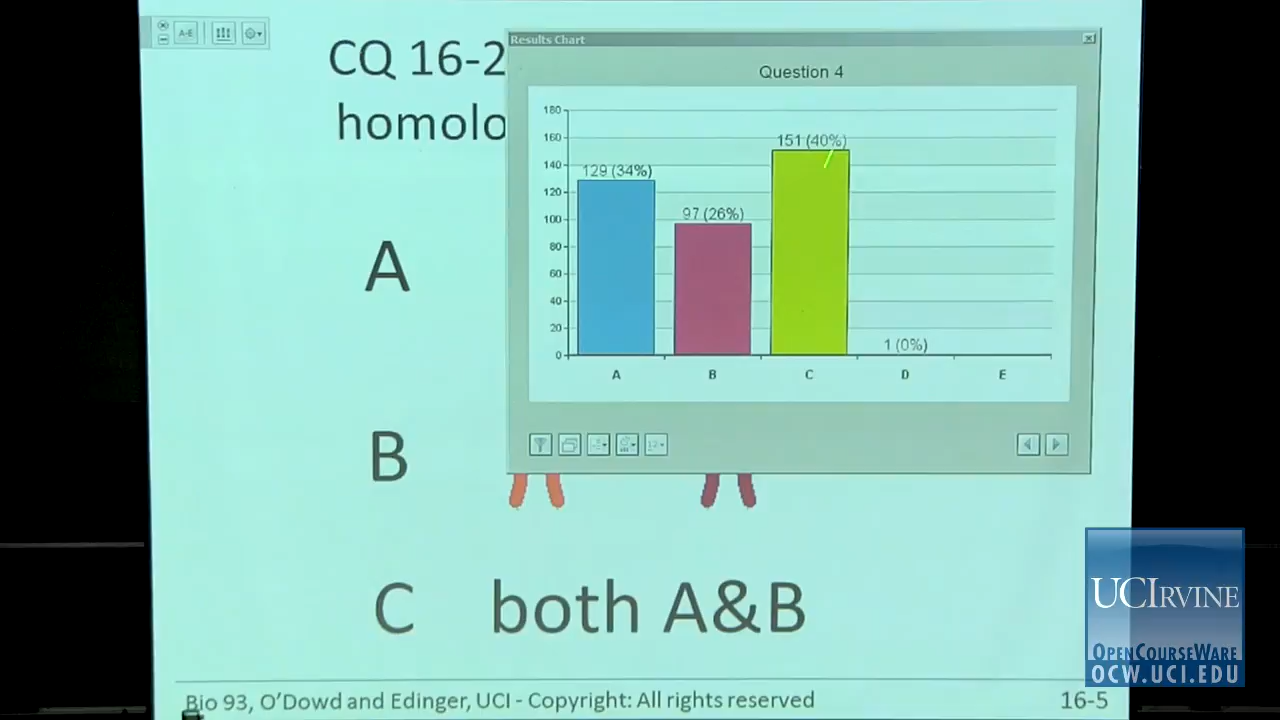 A-E
CQ 16-2
homolo
A
B
C both A&B
Results Chart
Question 4
180
160
140
120
100
80
60
40
20
0
129 (34%)
97 (26%)
151 (40%)
1 (0%)
A B C D E
Bio 93, O'Dowd and Edinger, UCI - Copyright: All rights reserved
16-5
UCIRVINE
OPENCOURSEWARE
OCW.UCI.EDU